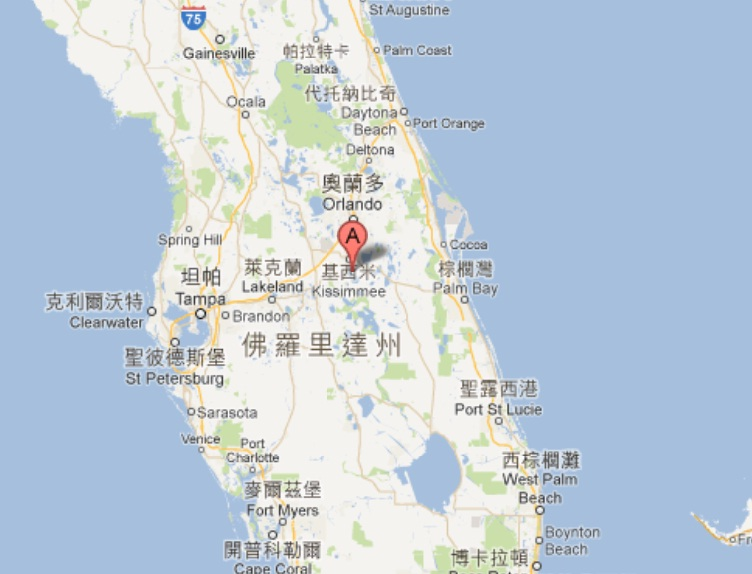 St Augustine
75
Gainesville
帕拉特卡
Palatka
Palm Coast
Ocala
代托納比奇
Daytona
Beach
Port Orange
Deltona
奧蘭多
Orlando
A
Spring Hill
Cocoa
坦帕
Tampa
萊克蘭
Lakeland
基西米
Kissimmee
棕櫚灣
Palm Bay
克利爾沃特
Clearwater
Brandon
佛羅里達州
聖彼德斯堡
St Petersburg
聖露西港
Port St Lucie
Sarasota
Venice
Port
Charlotte
西棕櫚灘
West Palm
Beach
麥爾茲堡
Fort Myers
Boynton
Beach
開普科勒爾
Cape Coral
博卡拉頓